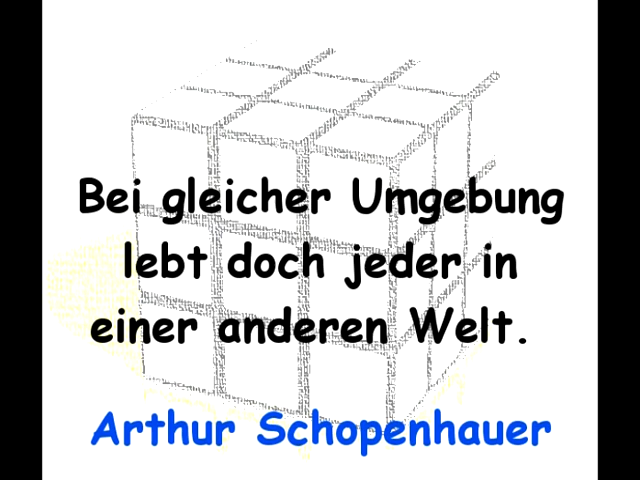 Bei gleicher Umgebung
lebt doch jeder in
einer anderen Welt.
Arthur Schopenhauer